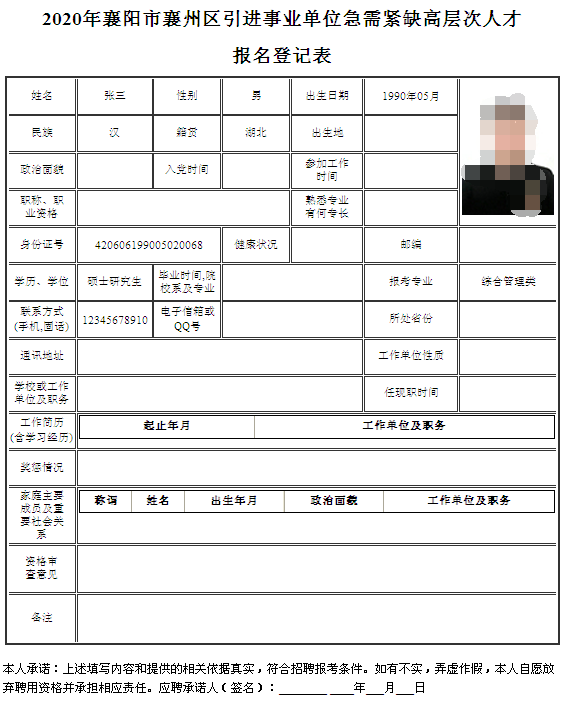 2020年襄阳市襄州区引进事业单位急需紧缺高层次人才
报名登记表
姓名 张三 性别 男 出生日期 1990年05月
民族 汉 籍贯 湖北 出生地
政治面貌 入党时间 参加工作
时间
职称、职
业资格 熟悉专业
有何专长
身份证号 420606199005020068 健康状况 邮编
学历、学位 硕士研究生 毕业时间,院
校系及专业 报考专业 综合管理类
联系方式
(手机,固话) 12345678910 电子信箱或
QQ号 所处省份
通讯地址 工作单位性质
学校或工作
单位及职务 任现职时间
工作简历
(含学习经历) 起止年月 工作单位及职务
奖惩情况
家庭主要
成员及重
要社会关
系 称谓 姓名 出生年月 政治面貌 工作单位及职务
资格审
查意见
备注
本人承诺：上述填写内容和提供的相关依据真实，符合招聘报考条件。如有不实，弄虚作假，本人自愿放
弃聘用资格并承担相应责任。应聘承诺人（签名）：________ ____年___月___日